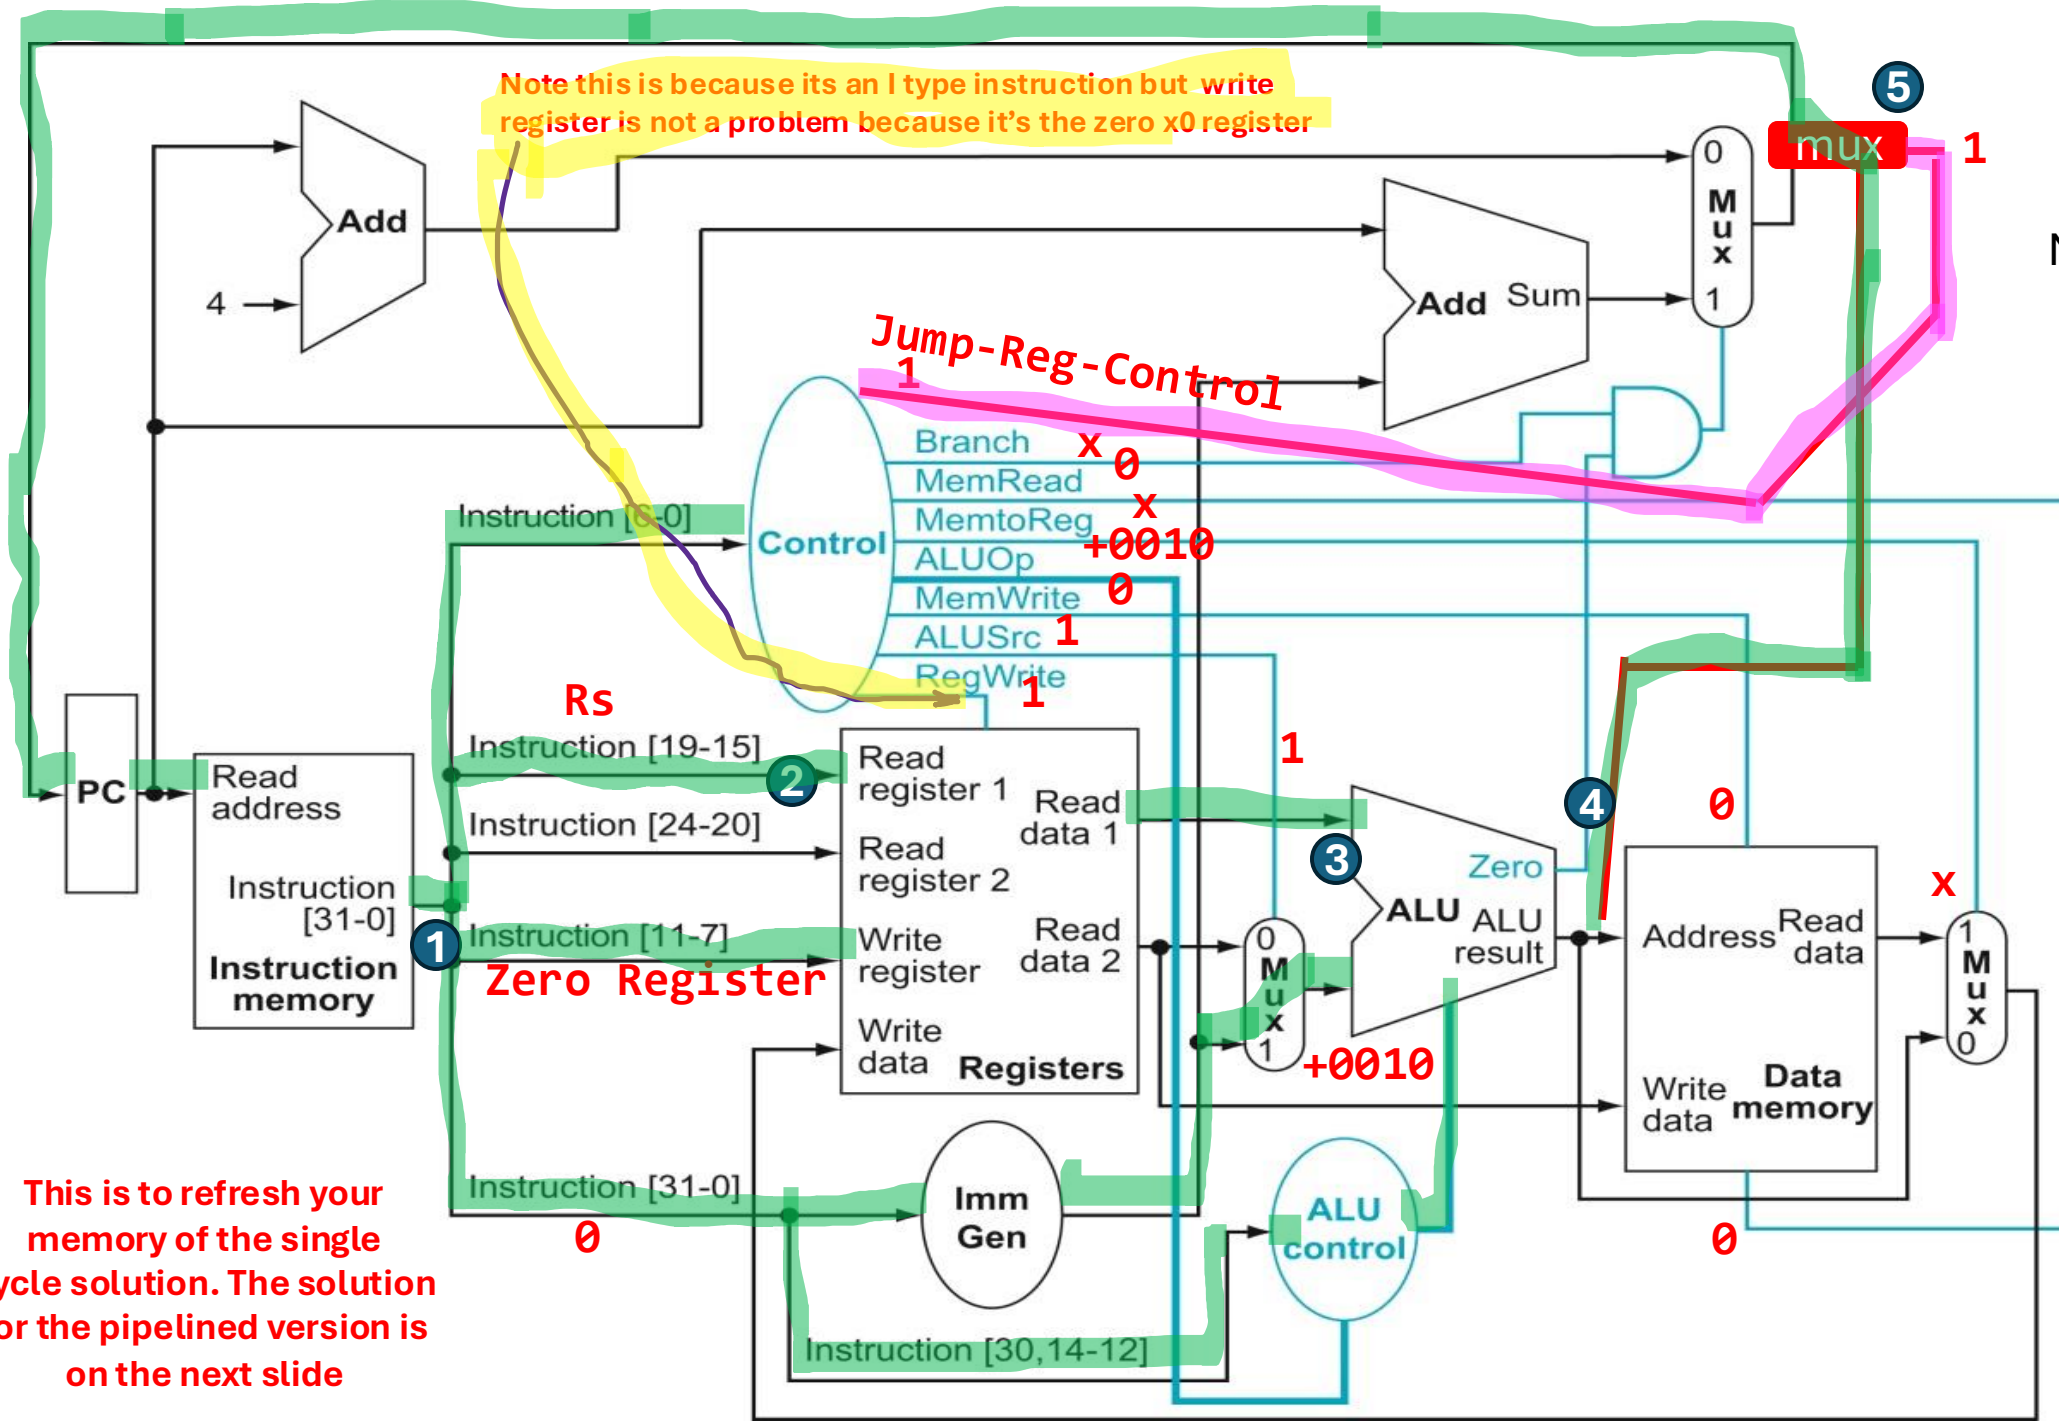 Note this is because its an I type instruction but write
register is not a problem because it's the zero x0 register
5
mux
1
0
M
u
x
1
Add
4
Add
Sum
N
Jump-Reg-Control
1
Branch
x
0
MemRead
x
MemtoReg
+0010
ALUOp
0
MemWrite
1
ALUSrc
RegWrite
1
Control
Instruction [6-0]
Rs
Instruction [19-15]
2
Instruction [24-20]
PC
Read
address
Instruction
[31-0]
Instruction
memory
1
Instruction [11-7]
Zero Register
Read
register 1
Read
data 1
Read
register 2
Write
register
Read
data 2
Write
data
Registers
1
3
0
M
u
x
1
Zero
ALU
ALU
result
+0010
4
0
x
Address
Read
data
Write
data
Data
memory
1
M
u
x
0
0
Instruction [31-0]
0
Imm
Gen
ALU
control
Instruction [30,14-12]
This is to refresh your
memory of the single
ycle solution. The solution
or the pipelined version is
on the next slide